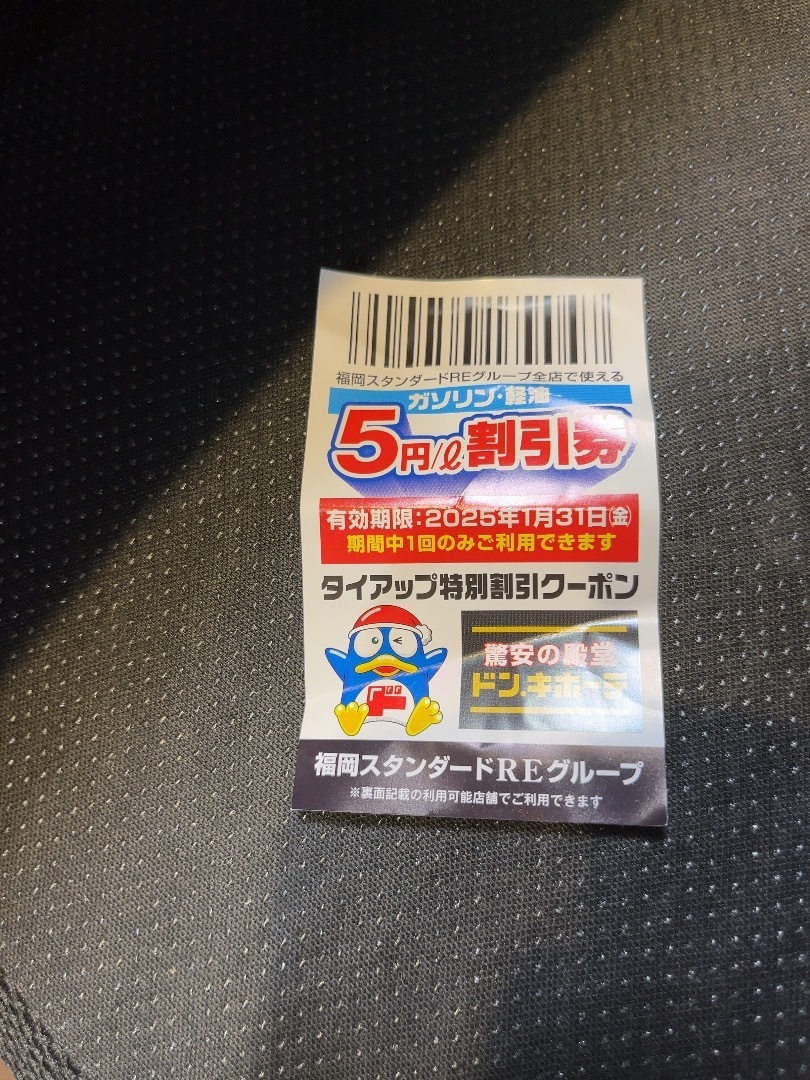 福岡スタンダードREグループ全店で使える
ガソリン・軽油
5円/ℓ割引券
有効期限:2025年1月31日(金)
期間中1回のみご利用できます
タイアップ特別割引クーポン
ド
驚安の殿堂
ドン.キホーテ
福岡スタンダードREグループ
※裏面記載の利用可能店舗でご利用できます